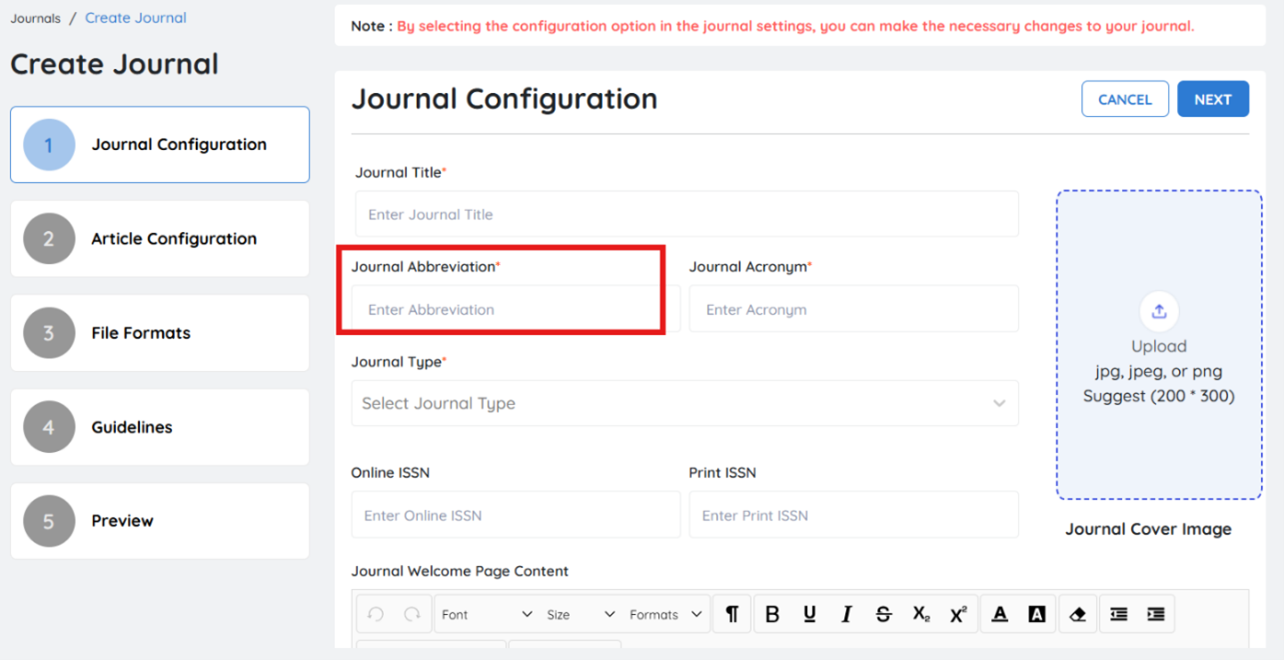 Journals / Create Journal
Create Journal
1 Journal Configuration
2 Article Configuration
3 File Formats
4 Guidelines
5 Preview
Note : By selecting the configuration option in the journal settings, you can make the necessary changes to your journal.
Journal Configuration
CANCEL NEXT
Journal Title*
Enter Journal Title
Journal Abbreviation* Journal Acronym*
Enter Abbreviation Enter Acronym
Journal Type*
Select Journal Type
Online ISSN Print ISSN
Enter Online ISSN Enter Print ISSN
Upload
jpg, jpeg, or png
Suggest (200 * 300)
Journal Cover Image
Journal Welcome Page Content
Font Size Formats ¶ B U I S X₂ X² A A